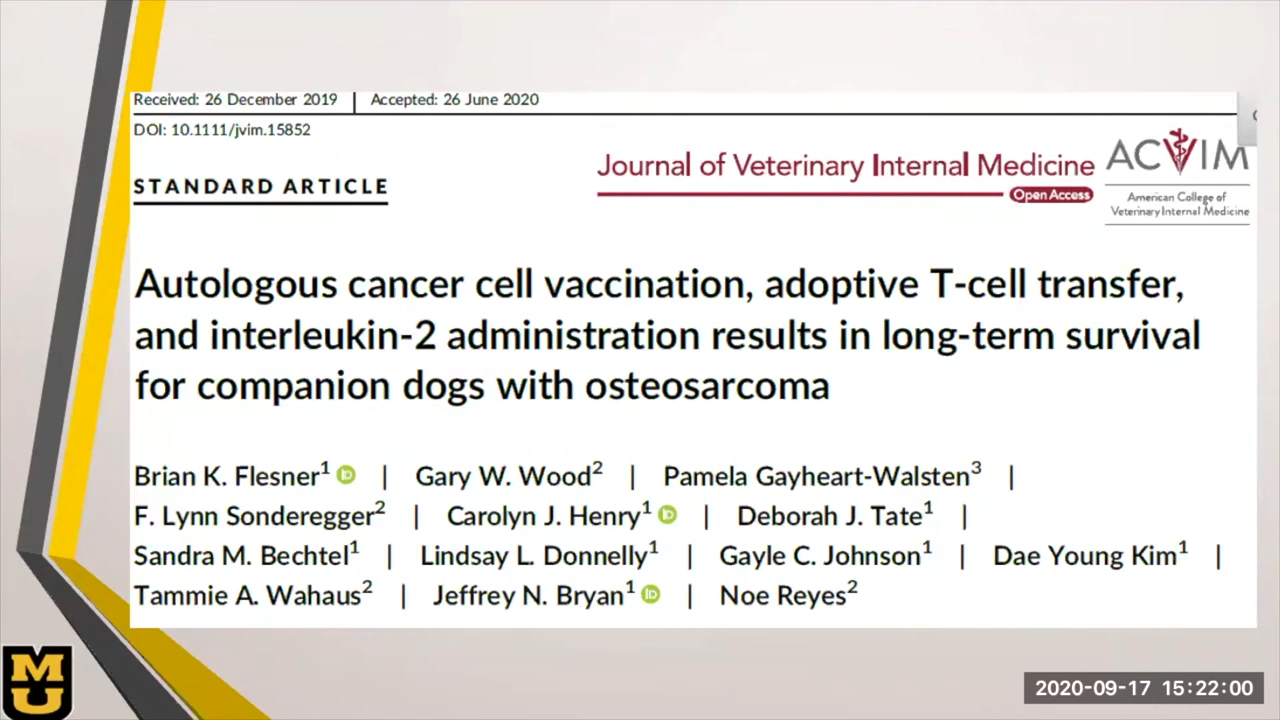 Received: 26 December 2019 | Accepted: 26 June 2020
DOI: 10.1111/jvim.15852
STANDARD ARTICLE
Journal of Veterinary Internal Medicine
Open Access
ACVIM
American College of
Veterinary Internal Medicine
Autologous cancer cell vaccination, adoptive T-cell transfer,
and interleukin-2 administration results in long-term survival
for companion dogs with osteosarcoma
Brian K. Flesner¹ iD | Gary W. Wood² | Pamela Gayheart-Walsten³ |
F. Lynn Sonderegger² | Carolyn J. Henry¹ iD | Deborah J. Tate¹ |
Sandra M. Bechtel¹ | Lindsay L. Donnelly¹ | Gayle C. Johnson¹ | Dae Young Kim¹ |
Tammie A. Wahaus² | Jeffrey N. Bryan¹ iD | Noe Reyes²
MU
2020-09-17 15:22:00